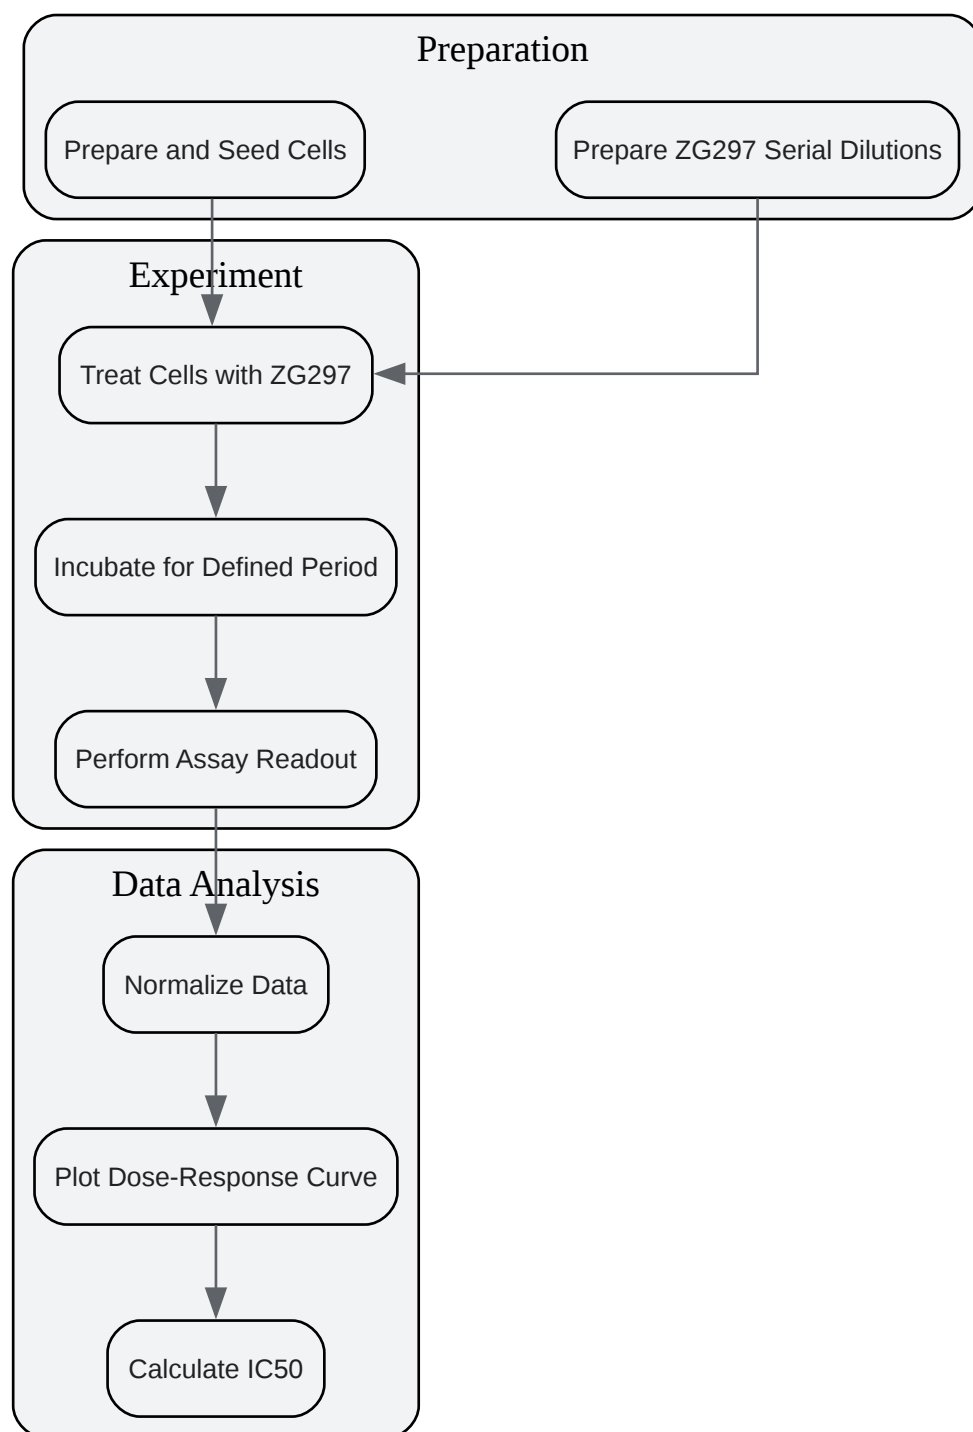 Preparation
Prepare and Seed Cells
Prepare ZG297 Serial Dilutions
Experiment
Treat Cells with ZG297
Incubate for Defined Period
Perform Assay Readout
Data Analysis
Normalize Data
Plot Dose-Response Curve
Calculate IC50